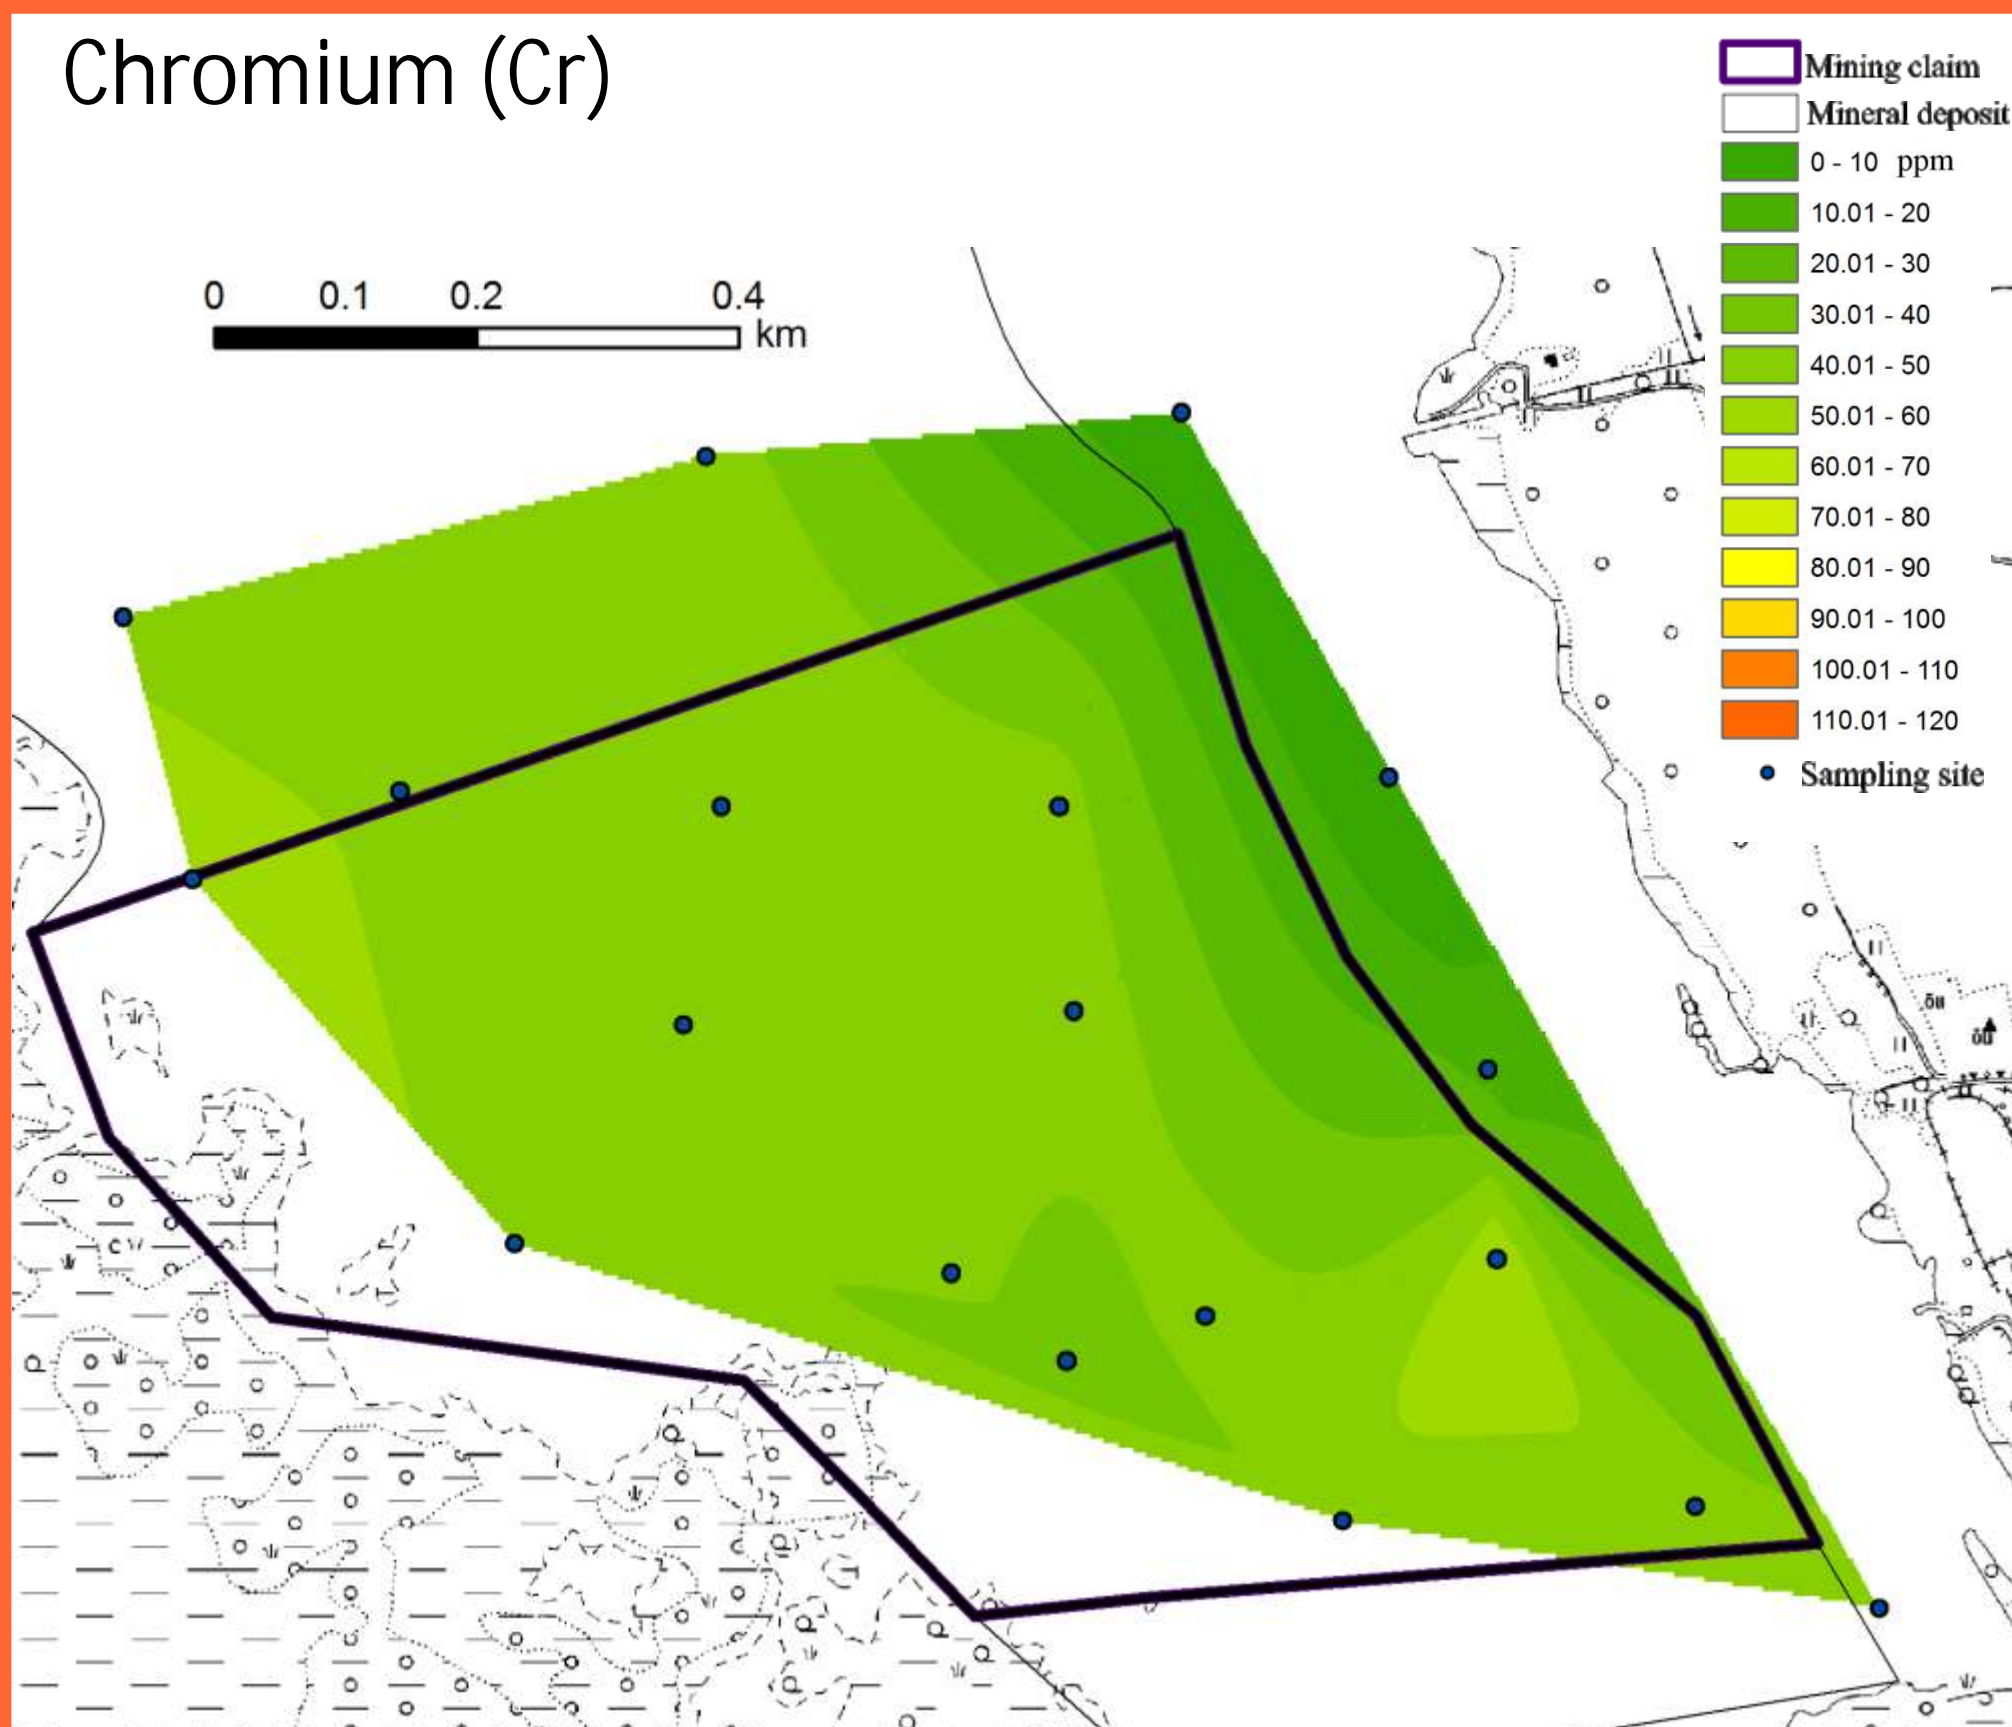 Chromium (Cr)
0 0.1 0.2 0.4
km
Mining claim
Mineral deposit
0 - 10 ppm
10.01 - 20
20.01 - 30
30.01 - 40
40.01 - 50
50.01 - 60
60.01 - 70
70.01 - 80
80.01 - 90
90.01 - 100
100.01 - 110
110.01 - 120
Sampling site
õu
õu